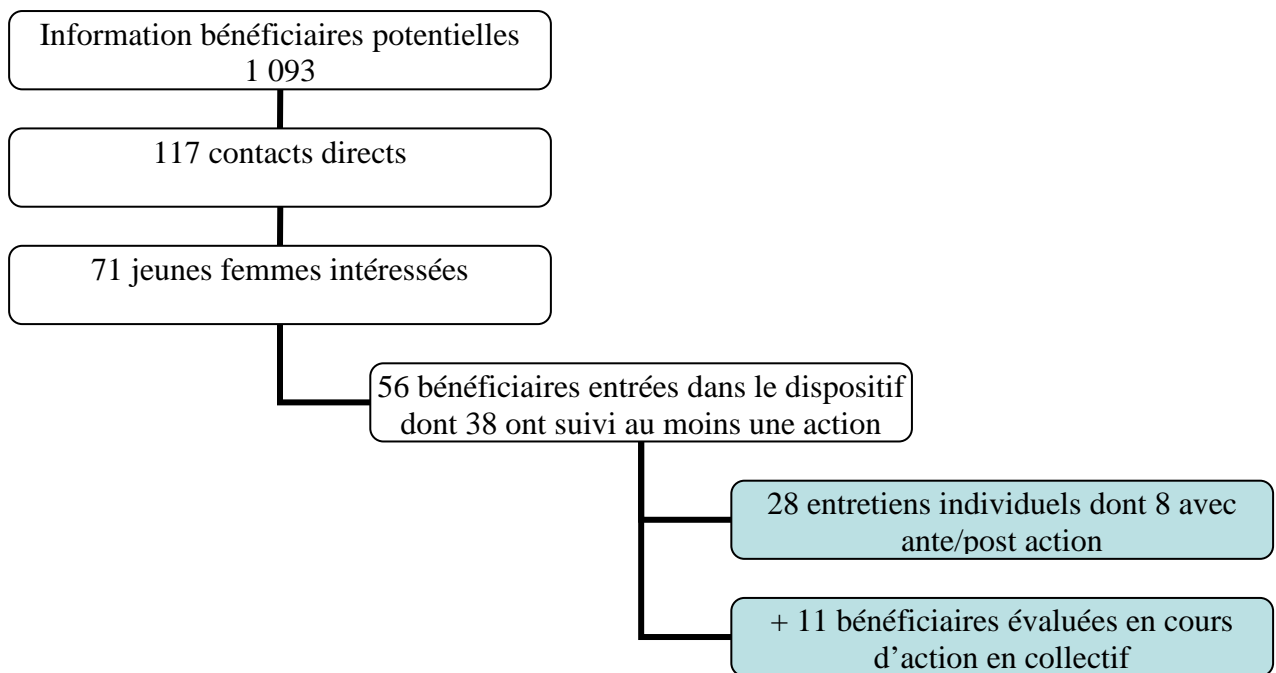 Information bénéficiaires potentielles
1 093
117 contacts directs
71 jeunes femmes intéressées
56 bénéficiaires entrées dans le dispositif
dont 38 ont suivi au moins une action
28 entretiens individuels dont 8 avec
ante/post action
+ 11 bénéficiaires évaluées en cours
d’action en collectif